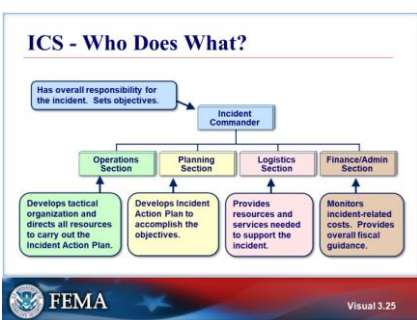 ICS - Who Does What?
Has overall responsibility for
the incident. Sets objectives.
Incident
Commander
Operations
Section
Planning
Section
Logistics
Section
Finance/Admin
Section
Develops tactical
organization and
directs all resources
to carry out the
Incident Action Plan.
Develops Incident
Action Plan to
accomplish the
objectives.
Provides
resources and
services needed
to support the
incident.
Monitors
incident-related
costs. Provides
overall fiscal
guidance.
FEMA
Visual 3.25